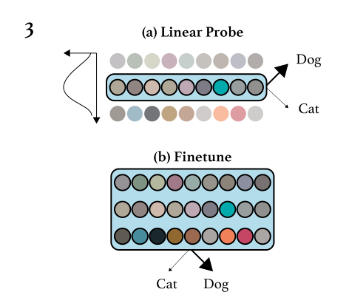 3
(a) Linear Probe
Dog
Cat
(b) Finetune
Cat Dog